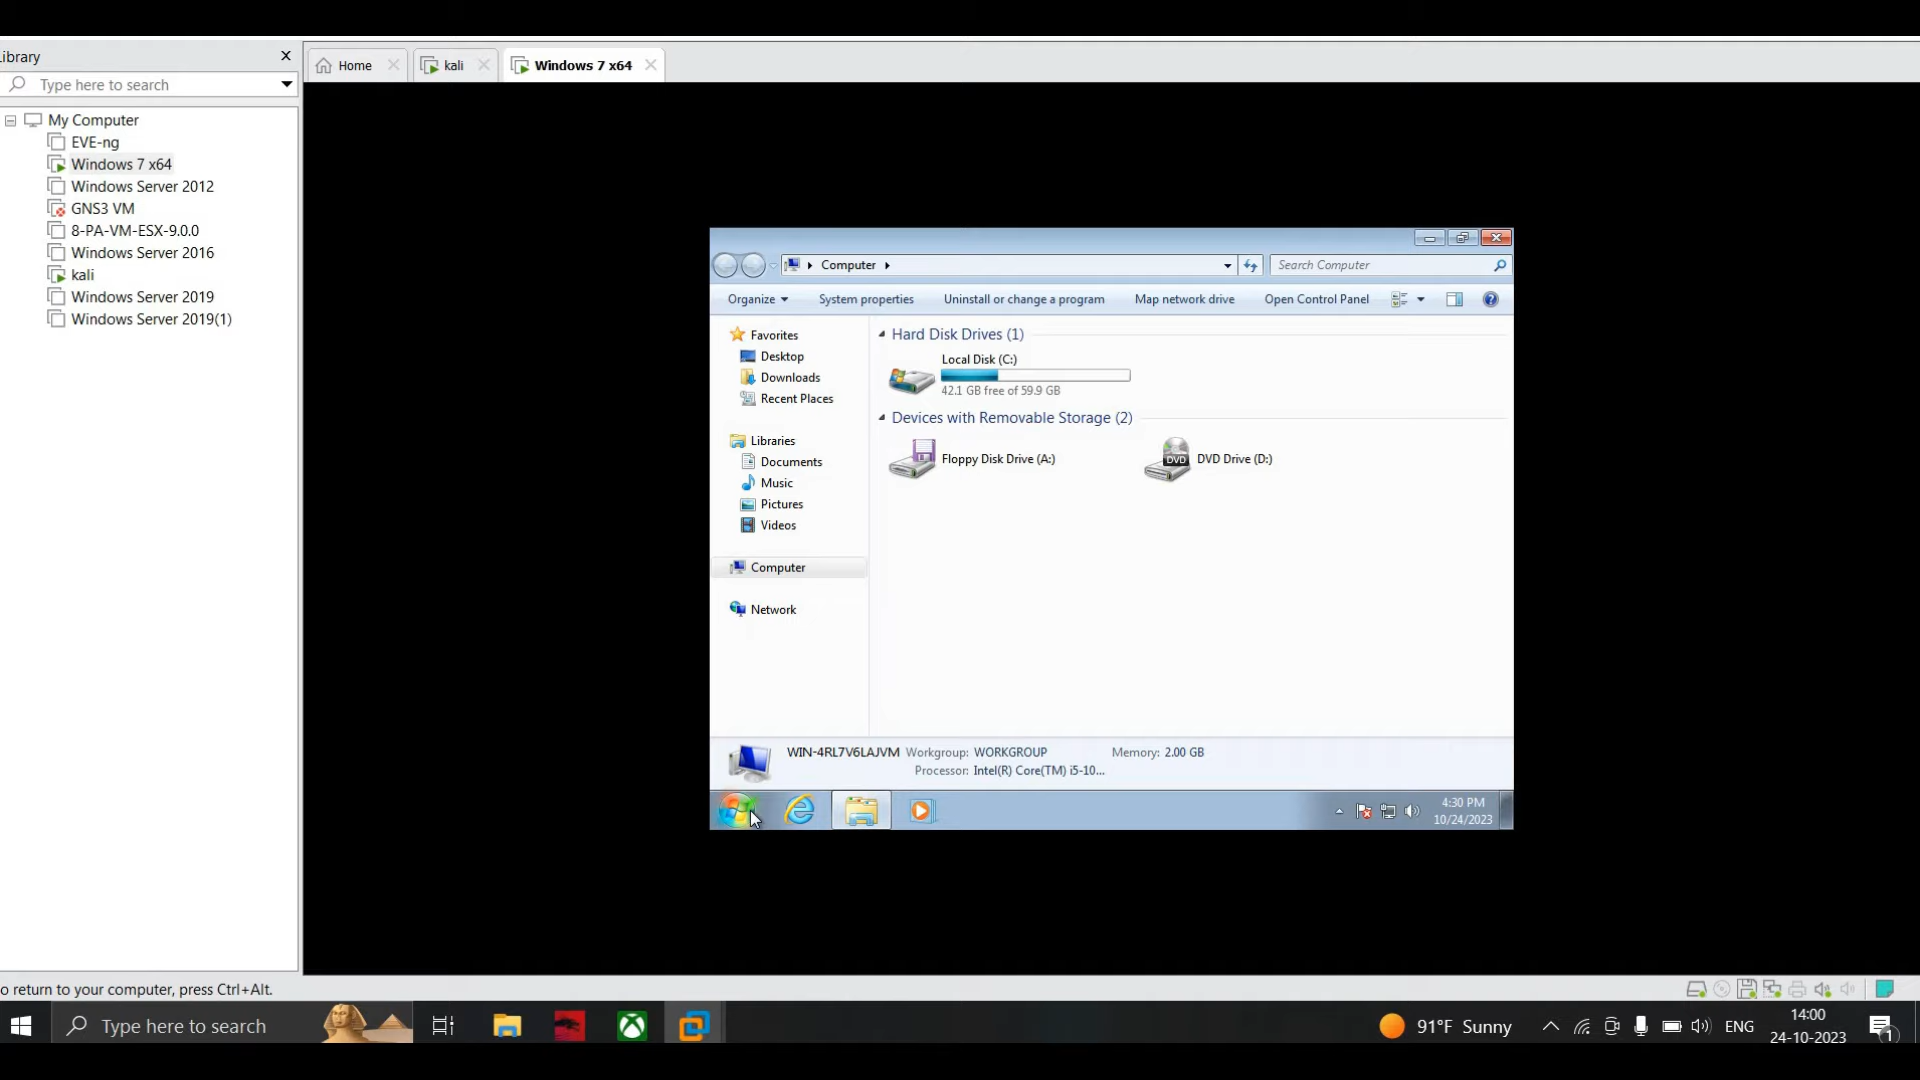 Library
Type here to search
My Computer
EVE-ng
Windows 7 x64
Windows Server 2012
GNS3 VM
8-PA-VM-ESX-9.0.0
Windows Server 2016
kali
Windows Server 2019
Windows Server 2019(1)
Home
kali
Windows 7 x64
Computer
Search Computer
Organize
System properties
Uninstall or change a program
Map network drive
Open Control Panel
Favorites
Desktop
Downloads
Recent Places
Libraries
Documents
Music
Pictures
Videos
Computer
Network
Hard Disk Drives (1)
Local Disk (C:)
42.1 GB free of 59.9 GB
Devices with Removable Storage (2)
Floppy Disk Drive (A:)
DVD
DVD Drive (D:)
WIN-4RL7V6LAJVM Workgroup: WORKGROUP Memory: 2.00 GB
Processor: Intel(R) Core(TM) i5-10...
4:30 PM
10/24/2023
o return to your computer, press Ctrl+Alt.
Type here to search
91°F Sunny
ENG
14:00
24-10-2023
1